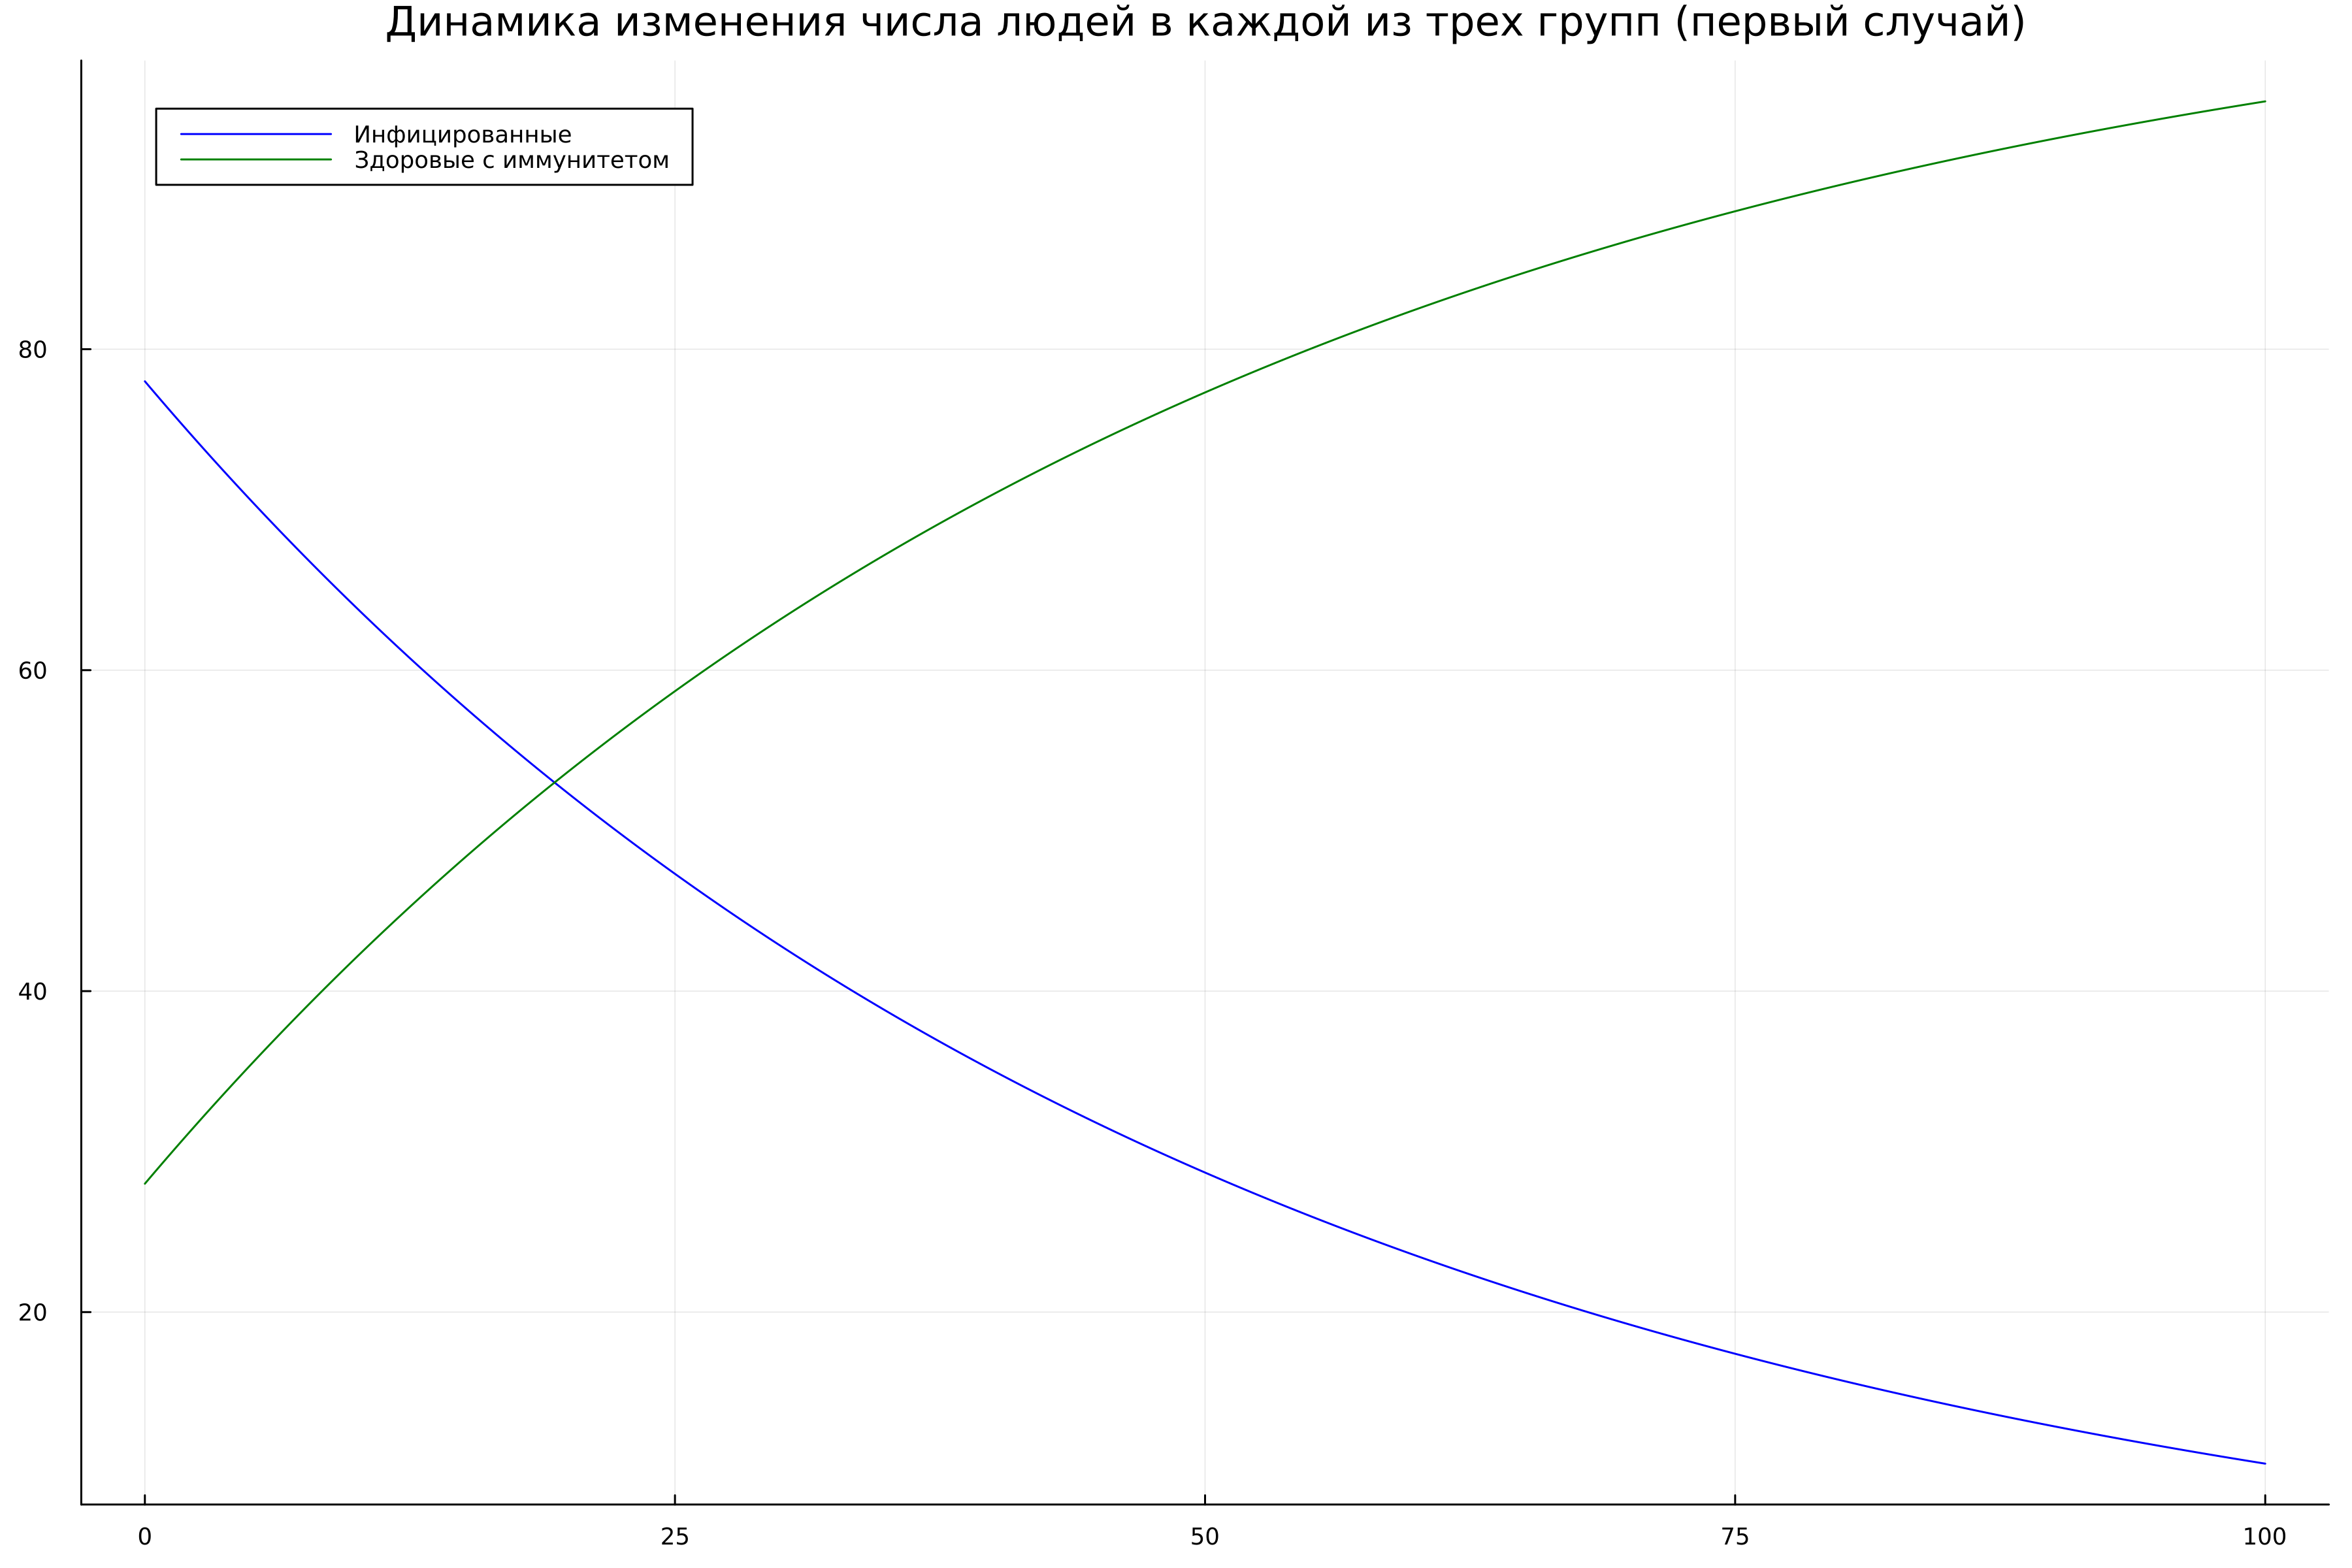 Динамика изменения числа людей в каждой из трех групп (первый случай)
Инфицированные
Здоровые с иммунитетом
80
60
40
20
0 25 50 75 100